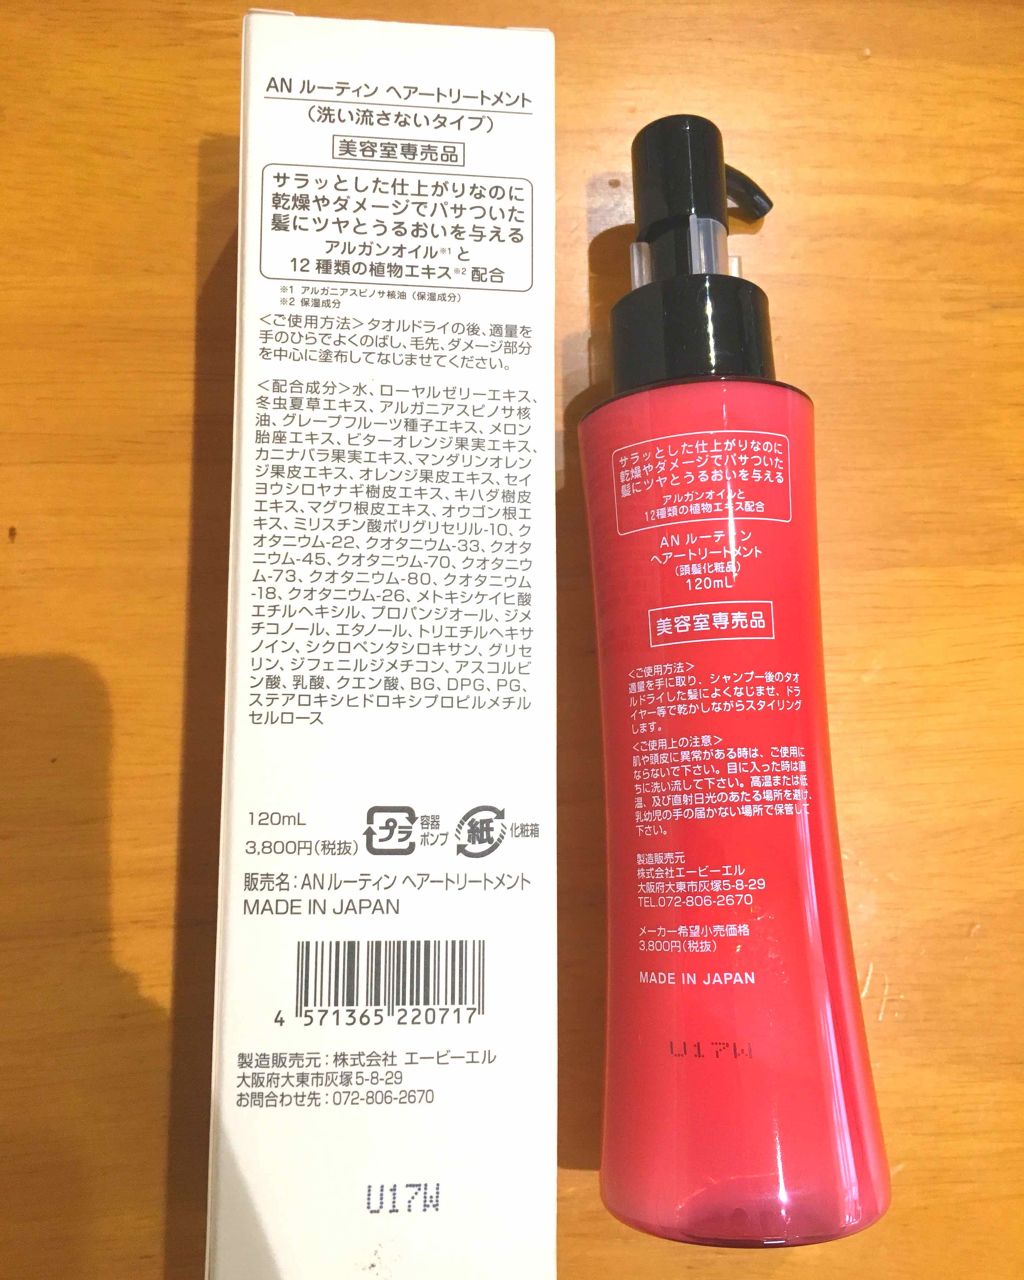 AN ルーティン ヘアートリートメント
（洗い流さないタイプ）
美容室専売品
サラッとした仕上がりなのに
乾燥やダメージでパサついた
髪にツヤとうるおいを与える
アルガンオイル※1 と
12 種類の植物エキス※2 配合
※1 アルガニアスピノサ核油（保湿成分）
※2 保湿成分
＜ご使用方法＞タオルドライの後、適量を
手のひらでよくのばし、毛先、ダメージ部分
を中心に塗布してなじませてください。
＜配合成分＞水、ローヤルゼリーエキス、
冬虫夏草エキス、アルガニアスピノサ核
油、グレープフルーツ種子エキス、メロン
胎座エキス、ビターオレンジ果実エキス、
カニナバラ果実エキス、マンダリンオレン
ジ果皮エキス、オレンジ果皮エキス、セイ
ヨウシロヤナギ樹皮エキス、キハダ樹皮
エキス、マグワ根皮エキス、オウゴン根エ
キス、ミリスチン酸ポリグリセリル-10、ク
オタニウム-22、クオタニウム-33、クオタ
ニウム-45、クオタニウム-70、クオタニウ
ム-73、クオタニウム-80、クオタニウム
-18、クオタニウム-26、メトキシケイヒ酸
エチルヘキシル、プロパンジオール、ジメ
チコノール、エタノール、トリエチルヘキサ
ノイン、シクロペンタシロキサン、グリセ
リン、ジフェニルジメチコン、アスコルビ
ン酸、乳酸、クエン酸、BG、DPG、PG、
ステアロキシヒドロキシプロピルメチル
セルロース
120mL
3,800円（税抜）
プラ 容器 ポンプ
紙 化粧箱
販売名：AN ルーティン ヘアートリートメント
MADE IN JAPAN
4 571365 220717
製造販売元：株式会社 エービーエル
大阪府大東市灰塚5-8-29
お問合わせ先：072-806-2670
U17W
サラッとした仕上がりなのに
乾燥やダメージでパサついた
髪にツヤとうるおいを与える
アルガンオイルと
12種類の植物エキス配合
AN ルーティン
ヘアートリートメント
（頭髪化粧品）
120mL
美容室専売品
＜ご使用方法＞
適量を手に取り、シャンプー後のタオ
ルドライした髪によくなじませ、ドラ
イヤー等で乾かしながらスタイリング
します。
＜ご使用上の注意＞
肌や頭皮に異常がある時は、ご使用に
ならないで下さい。目に入った時は直
ちに洗い流して下さい。高温または低
温、及び直射日光のあたる場所を避け、
乳幼児の手の届かない場所で保管して
下さい。
製造販売元
株式会社エービーエル
大阪府大東市灰塚5-8-29
TEL.072-806-2670
メーカー希望小売価格
3,800円（税抜）
MADE IN JAPAN
U17W